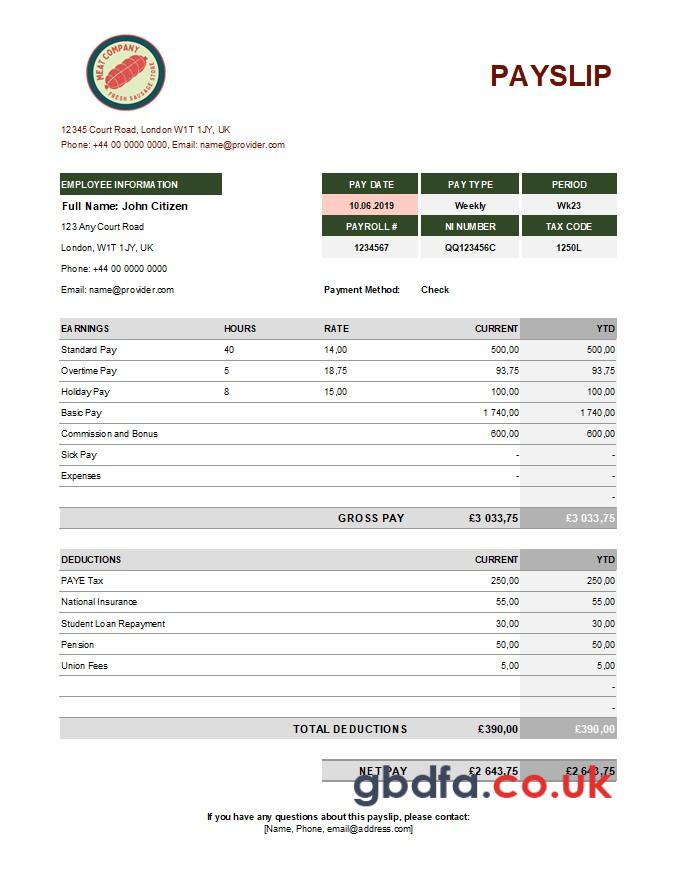 MEAT COMPANY
FRESH SAUSAGE STORE
PAYSLIP
12345 Court Road, London W1T 1JY, UK
Phone: +44 00 0000 0000, Email: name@provider.com
EMPLOYEE INFORMATION PAY DATE PAY TYPE PERIOD
Full Name: John Citizen 10.06.2019 Weekly Wk23
123 Any Court Road PAYROLL # NI NUMBER TAX CODE
London, W1T 1JY, UK 1234567 QQ123456C 1250L
Phone: +44 00 0000 0000
Email: name@provider.com Payment Method: Check
EARNINGS HOURS RATE CURRENT YTD
Standard Pay 40 14,00 500,00 500,00
Overtime Pay 5 18,75 93,75 93,75
Holiday Pay 8 15,00 100,00 100,00
Basic Pay 1 740,00 1 740,00
Commission and Bonus 600,00 600,00
Sick Pay - -
Expenses - -
-
GROSS PAY £3 033,75 £3 033,75
DEDUCTIONS CURRENT YTD
PAYE Tax 250,00 250,00
National Insurance 55,00 55,00
Student Loan Repayment 30,00 30,00
Pension 50,00 50,00
Union Fees 5,00 5,00
-
-
TOTAL DEDUCTIONS £390,00 £390,00
NET PAY £2 643,75 £2 643,75
gbdfa.co.uk
If you have any questions about this payslip, please contact:
[Name, Phone, email@address.com]